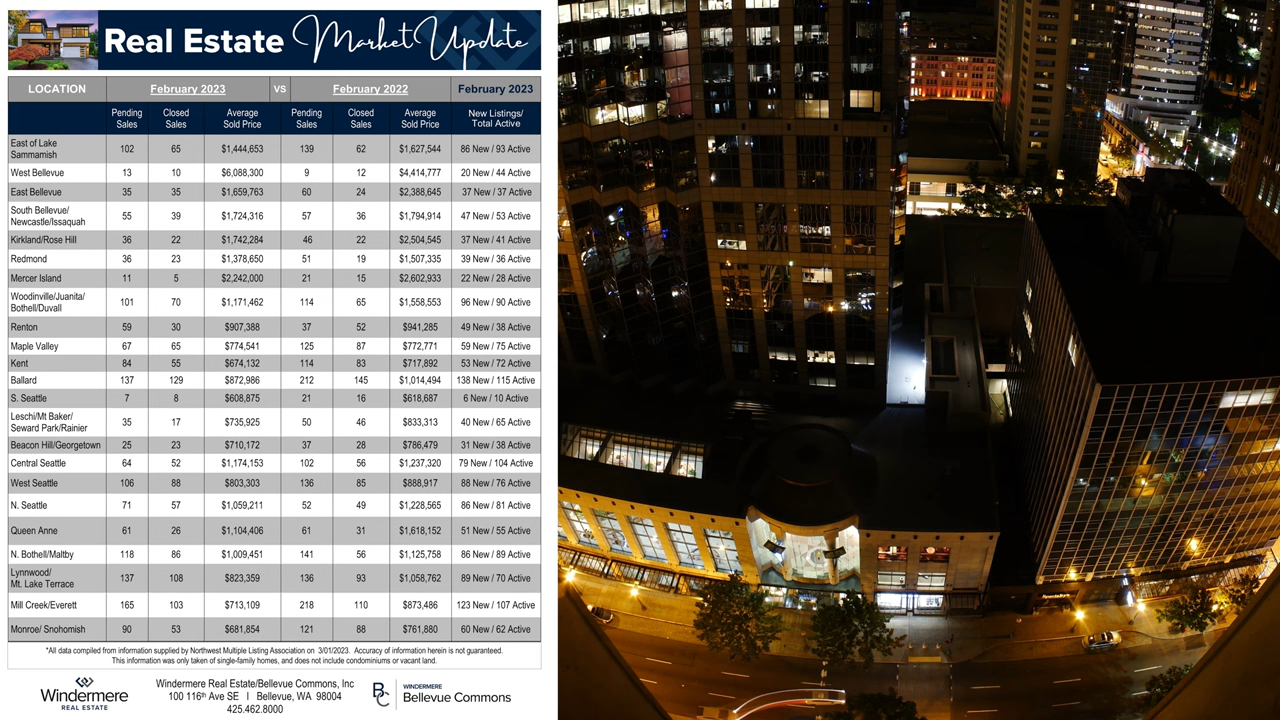 Real Estate Market Update
LOCATION February 2023 VS February 2022 February 2023
Pending Sales Closed Sales Average Sold Price Pending Sales Closed Sales Average Sold Price New Listings/ Total Active
East of Lake Sammamish 102 65 $1,444,653 139 62 $1,627,544 86 New / 93 Active
West Bellevue 13 10 $6,088,300 9 12 $4,414,777 20 New / 44 Active
East Bellevue 35 35 $1,659,763 60 24 $2,388,645 37 New / 37 Active
South Bellevue/ Newcastle/Issaquah 55 39 $1,724,316 57 36 $1,794,914 47 New / 53 Active
Kirkland/Rose Hill 36 22 $1,742,284 46 22 $2,504,545 37 New / 41 Active
Redmond 36 23 $1,378,650 51 19 $1,507,335 39 New / 36 Active
Mercer Island 11 5 $2,242,000 21 15 $2,602,933 22 New / 28 Active
Woodinville/Juanita/ Bothell/Duvall 101 70 $1,171,462 114 65 $1,558,553 96 New / 90 Active
Renton 59 30 $907,388 37 52 $941,285 49 New / 38 Active
Maple Valley 67 65 $774,541 125 87 $772,771 59 New / 75 Active
Kent 84 55 $674,132 114 83 $717,892 53 New / 72 Active
Ballard 137 129 $872,986 212 145 $1,014,494 138 New / 115 Active
S. Seattle 7 8 $608,875 21 16 $618,687 6 New / 10 Active
Leschi/Mt Baker/ Seward Park/Rainier 35 17 $735,925 50 46 $833,313 40 New / 65 Active
Beacon Hill/Georgetown 25 23 $710,172 37 28 $786,479 31 New / 38 Active
Central Seattle 64 52 $1,174,153 102 56 $1,237,320 79 New / 104 Active
West Seattle 106 88 $803,303 136 85 $888,917 88 New / 76 Active
N. Seattle 71 57 $1,059,211 52 49 $1,228,565 86 New / 81 Active
Queen Anne 61 26 $1,104,406 61 31 $1,618,152 51 New / 55 Active
N. Bothell/Maltby 118 86 $1,009,451 141 56 $1,125,758 86 New / 89 Active
Lynnwood/ Mt. Lake Terrace 137 108 $823,359 136 93 $1,058,762 89 New / 70 Active
Mill Creek/Everett 165 103 $713,109 218 110 $873,486 123 New / 107 Active
Monroe/ Snohomish 90 53 $681,854 121 88 $761,880 60 New / 62 Active
*All data compiled from information supplied by Northwest Multiple Listing Association on 3/01/2023. Accuracy of information herein is not guaranteed.
This information was only taken of single-family homes, and does not include condominiums or vacant land.
Windermere
REAL ESTATE
Windermere Real Estate/Bellevue Commons, Inc
100 116th Ave SE | Bellevue, WA 98004
425.462.8000
BC
WINDERMERE
Bellevue Commons